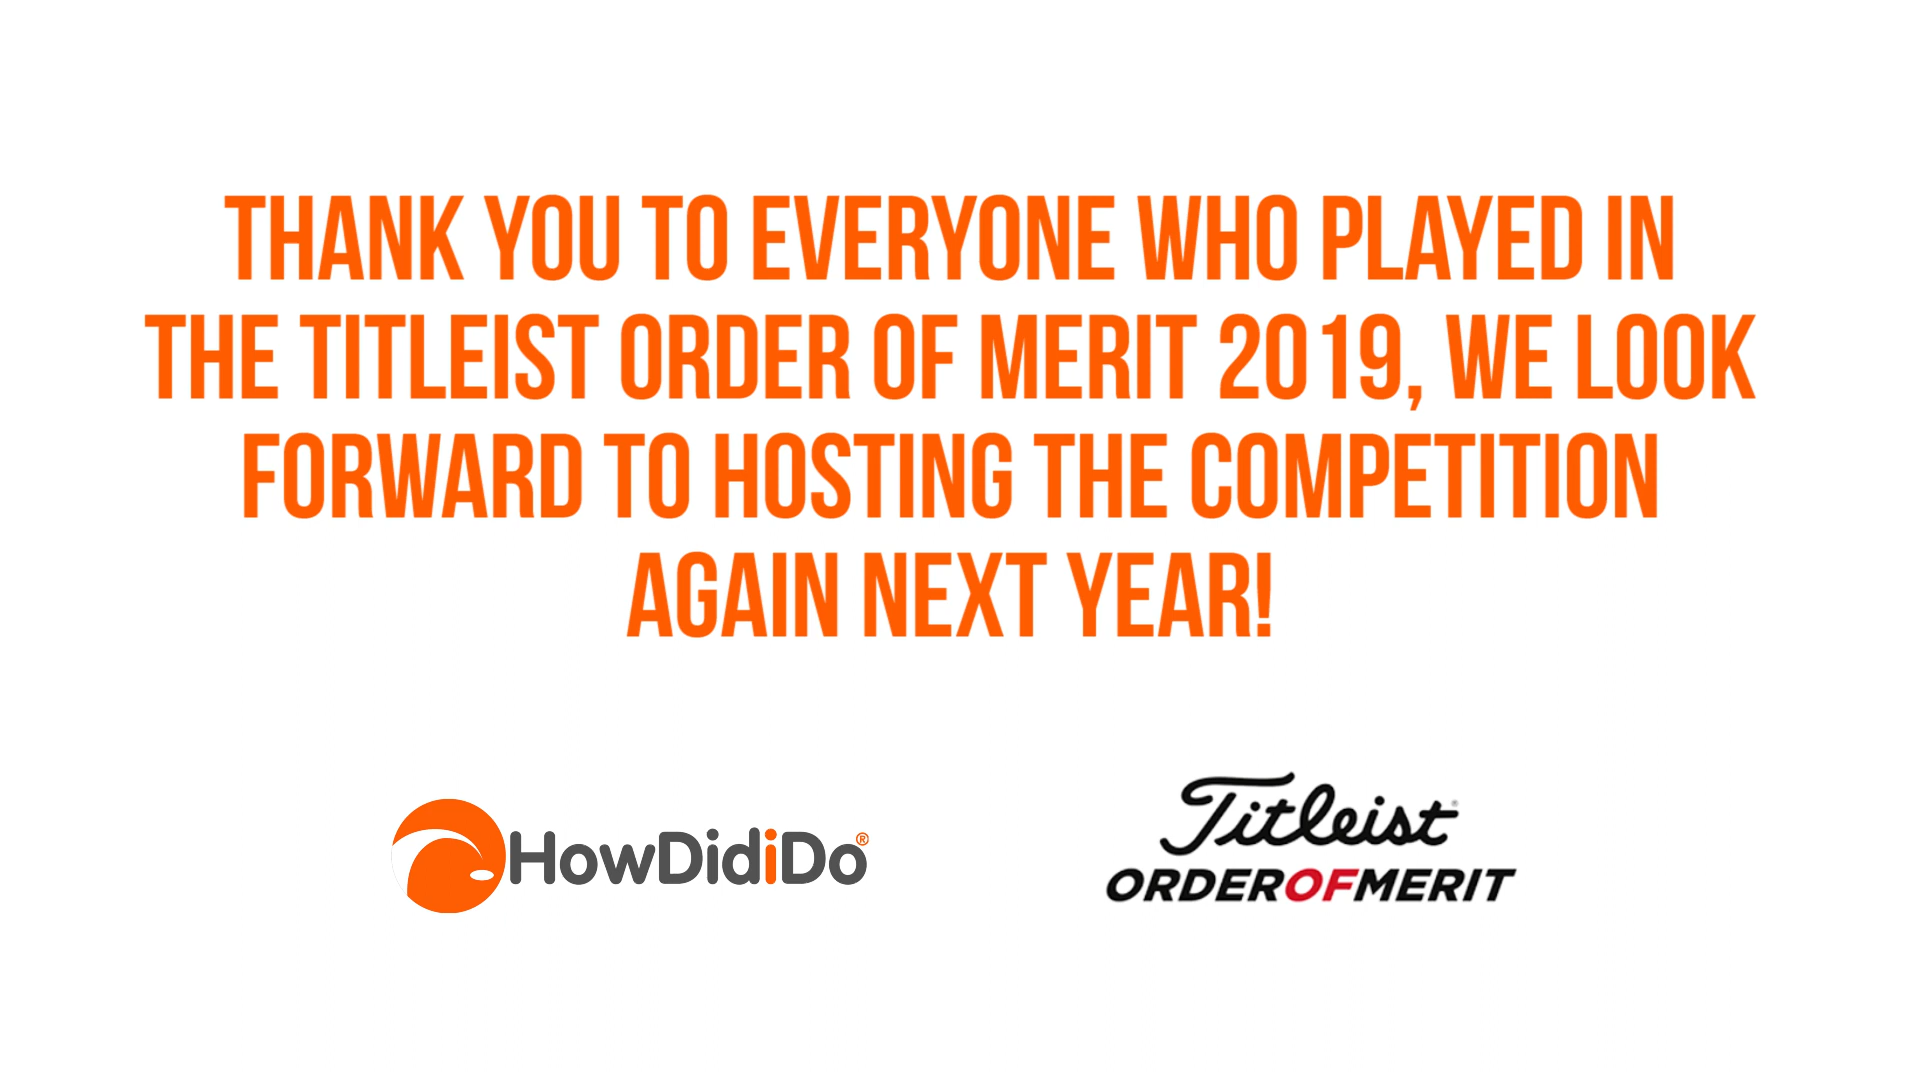 THANK YOU TO EVERYONE WHO PLAYED IN
THE TITLEIST ORDER OF MERIT 2019, WE LOOK
FORWARD TO HOSTING THE COMPETITION
AGAIN NEXT YEAR!
HowDidiDo®
Titleist®
ORDEROFMERIT